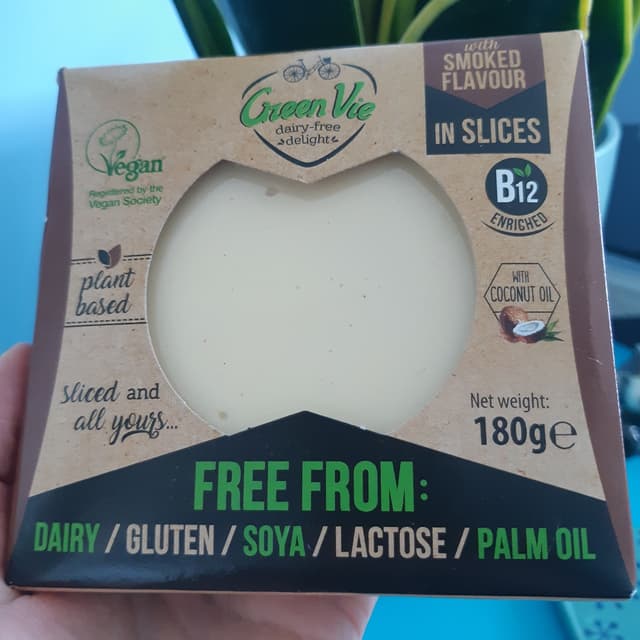 with
SMOKED
FLAVOUR
IN SLICES
Green Vie
dairy-free
delight
Vegan
Registered by the
Vegan Society
B12
ENRICHED
plant
based
WITH
COCONUT OIL
sliced and
all yours...
Net weight:
180g℮
FREE FROM:
DAIRY / GLUTEN / SOYA / LACTOSE / PALM OIL